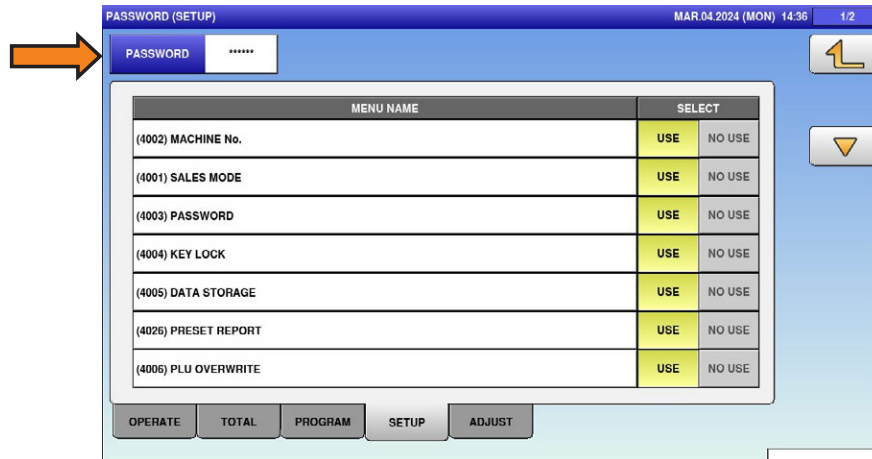 PASSWORD (SETUP) MAR.04.2024 (MON) 14:36 1/2
PASSWORD ******
MENU NAME SELECT
(4002) MACHINE No. USE NO USE
(4001) SALES MODE USE NO USE
(4003) PASSWORD USE NO USE
(4004) KEY LOCK USE NO USE
(4005) DATA STORAGE USE NO USE
(4026) PRESET REPORT USE NO USE
(4006) PLU OVERWRITE USE NO USE
OPERATE TOTAL PROGRAM SETUP ADJUST